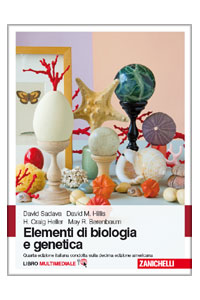 David Sadava David M. Hillis
H. Craig Heller May R. Berenbaum
Elementi di biologia
e genetica
Quarta edizione italiana condotta sulla decima edizione americana
LIBRO MULTIMEDIALE
ZANICHELLI